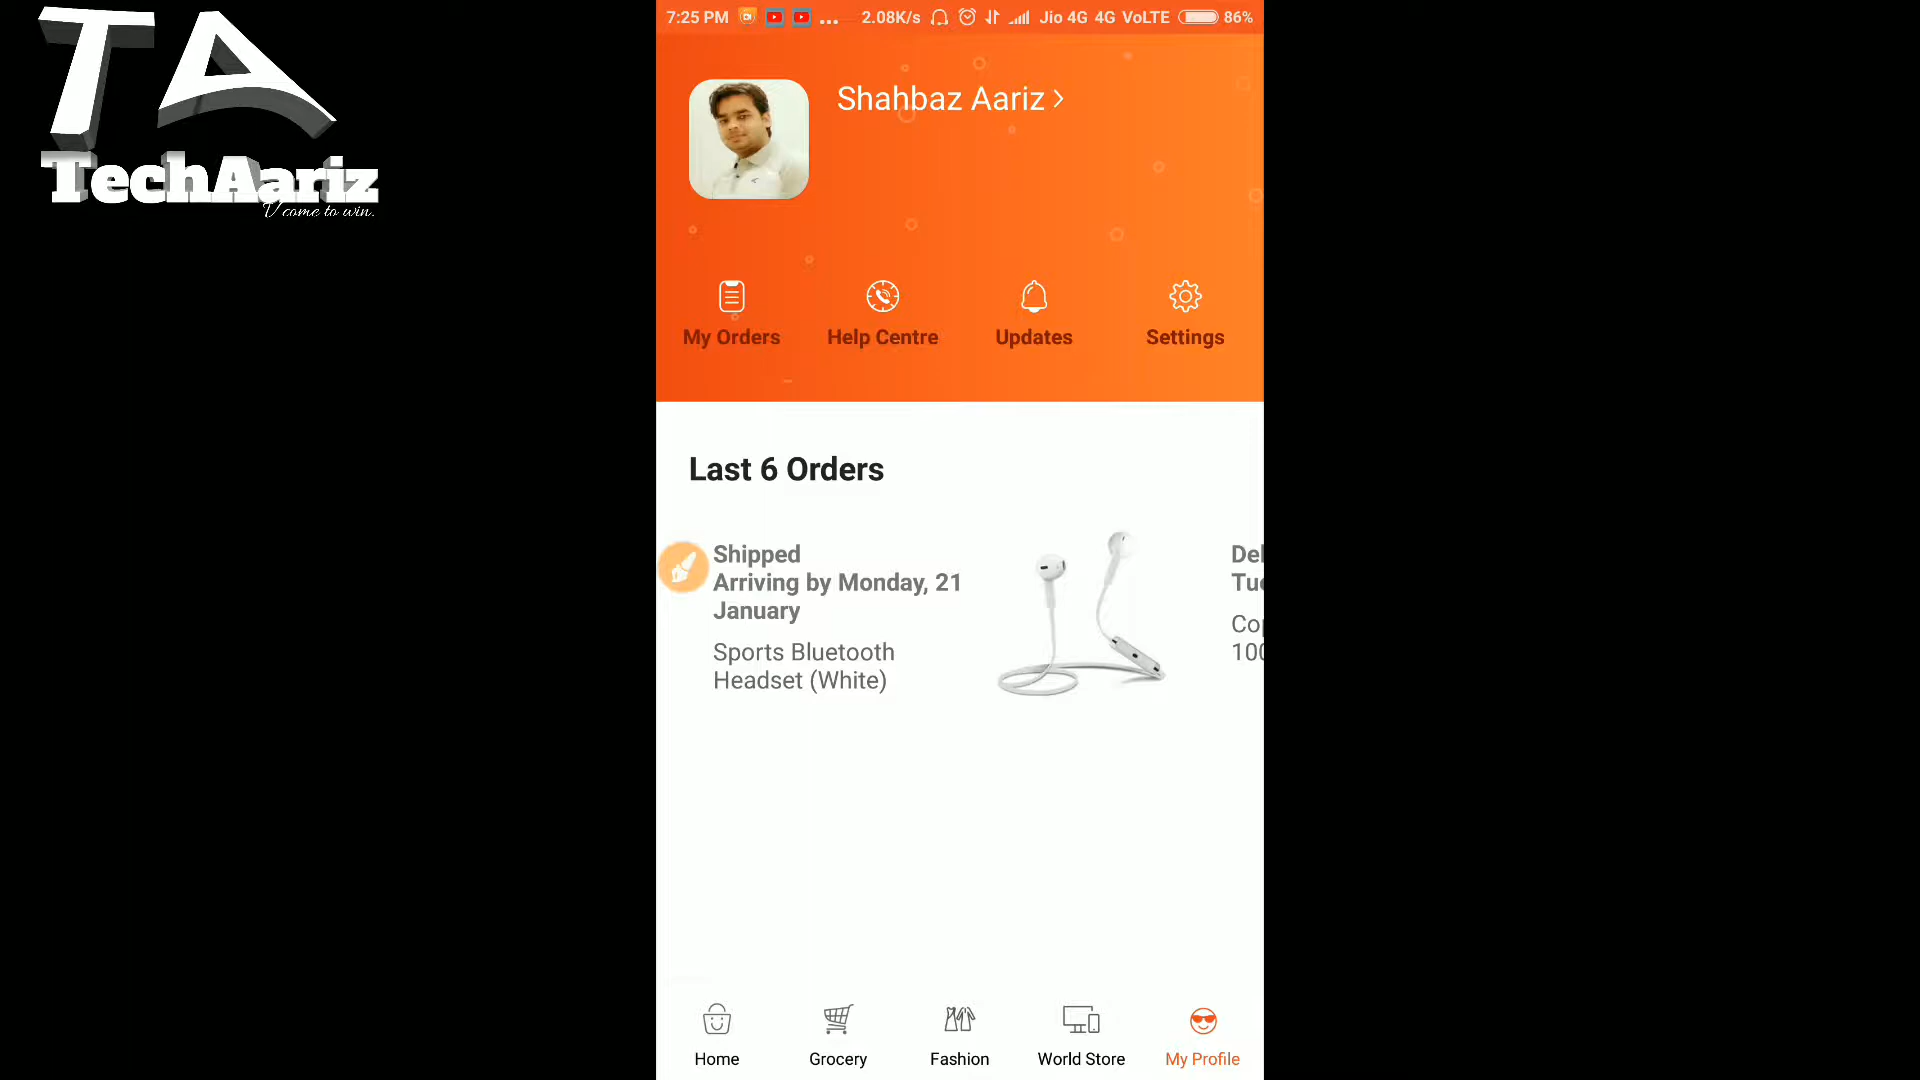 TA
TechAariz
V come to win.
7:25 PM ... 2.08K/s Jio 4G 4G VoLTE 86%
Shahbaz Aariz
My Orders Help Centre Updates Settings
Last 6 Orders
Shipped
Arriving by Monday, 21
January
Sports Bluetooth
Headset (White)
Home Grocery Fashion World Store My Profile